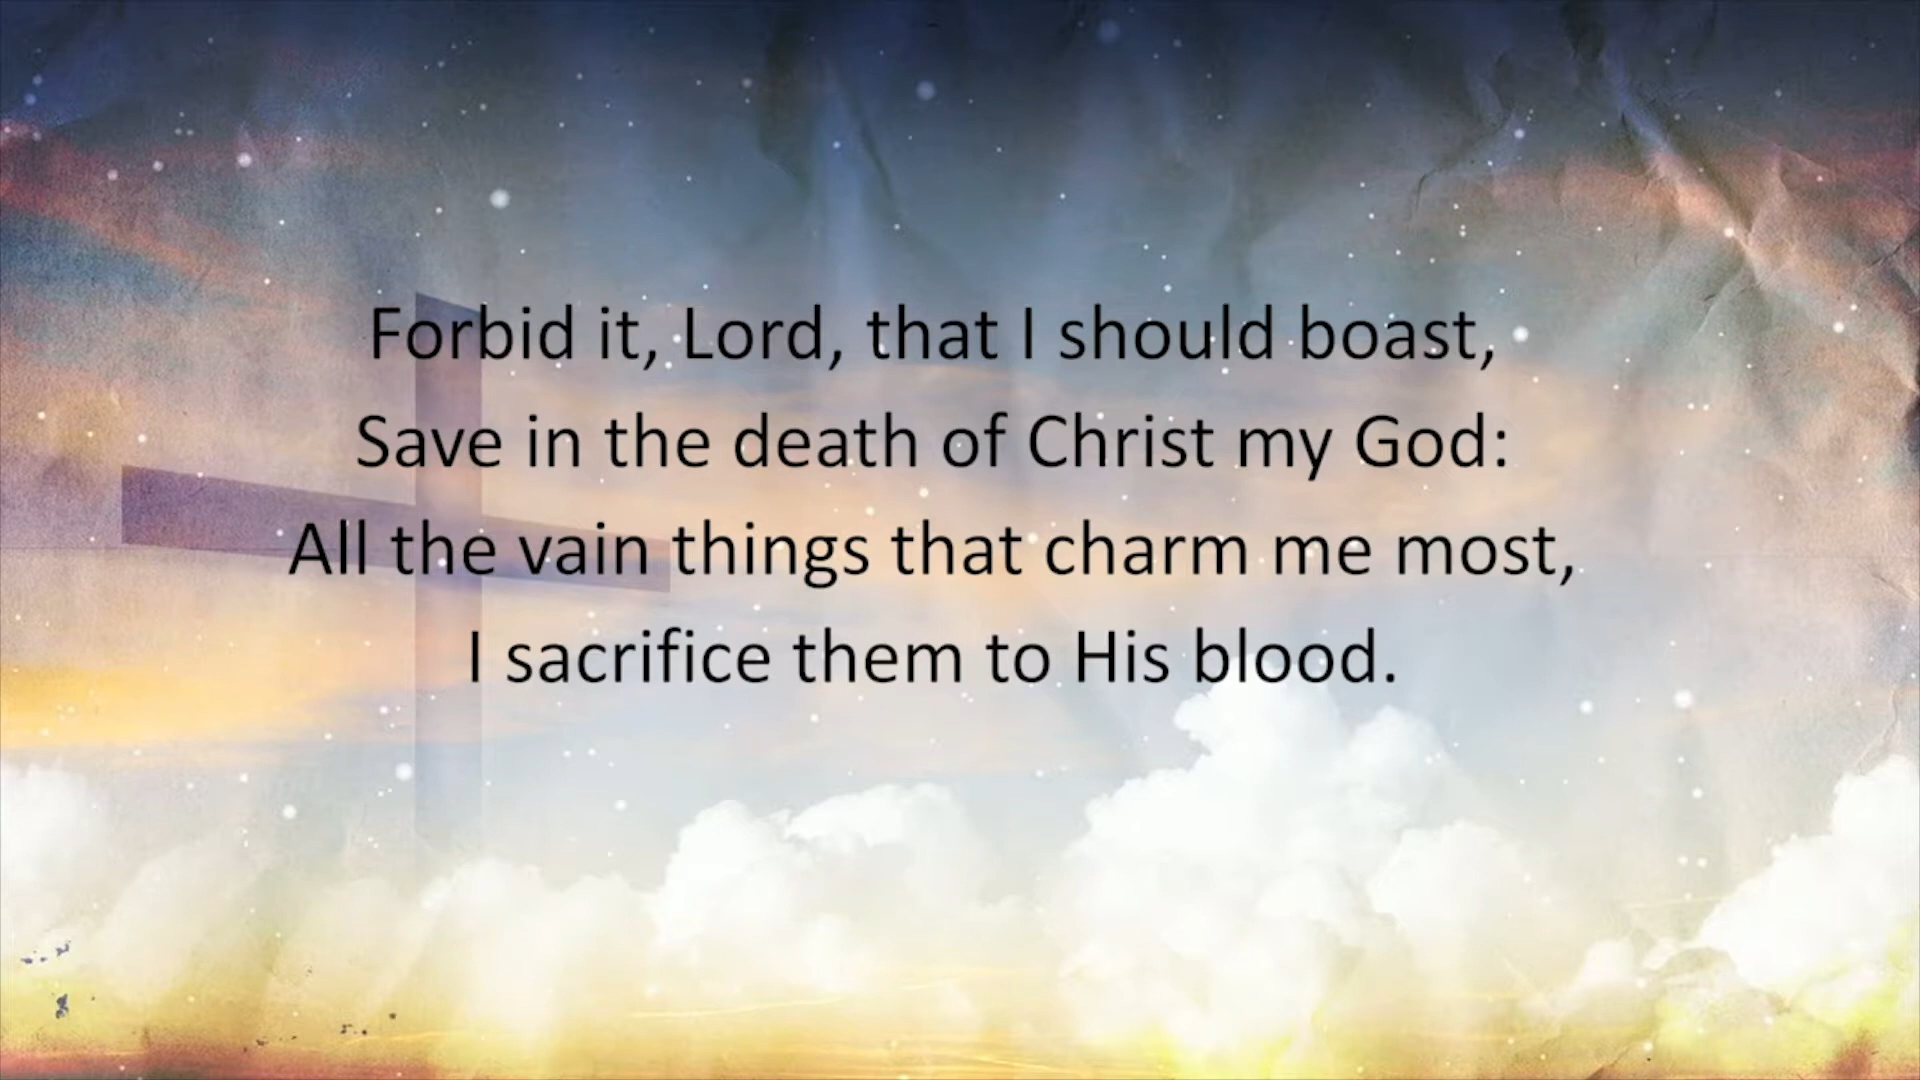 Forbid it, Lord, that I should boast,
Save in the death of Christ my God:
All the vain things that charm me most,
I sacrifice them to His blood.